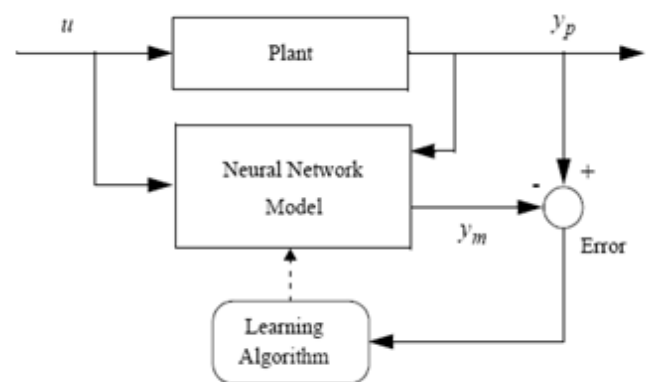 u
Plant
y_p
Neural Network
Model
-
+
y_m
Error
Learning
Algorithm